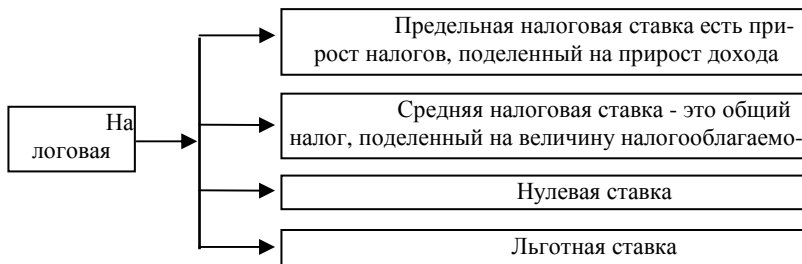 Предельная налоговая ставка есть при-
рост налогов, поделенный на прирост дохода
Средняя налоговая ставка - это общий
налог, поделенный на величину налогооблагаемо-
На
логовая
Нулевая ставка
Льготная ставка